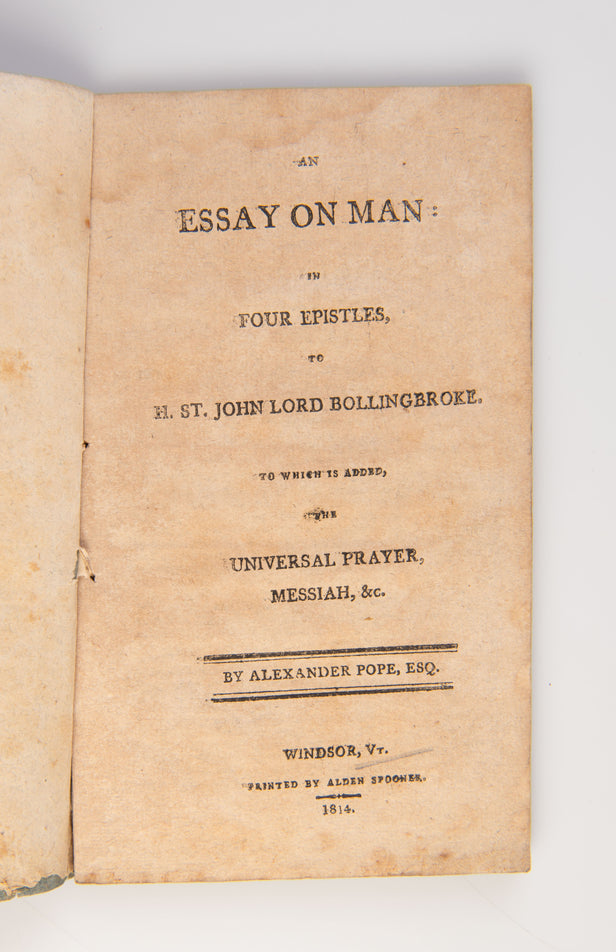 AN
ESSAY ON MAN:
IN
FOUR EPISTLES,
TO
H. ST. JOHN LORD BOLLINGBROKE.
TO WHICH IS ADDED,
THE
UNIVERSAL PRAYER,
MESSIAH, &c.
BY ALEXANDER POPE, ESQ.
WINDSOR, VT.
PRINTED BY ALDEN SPOONER.
1814.